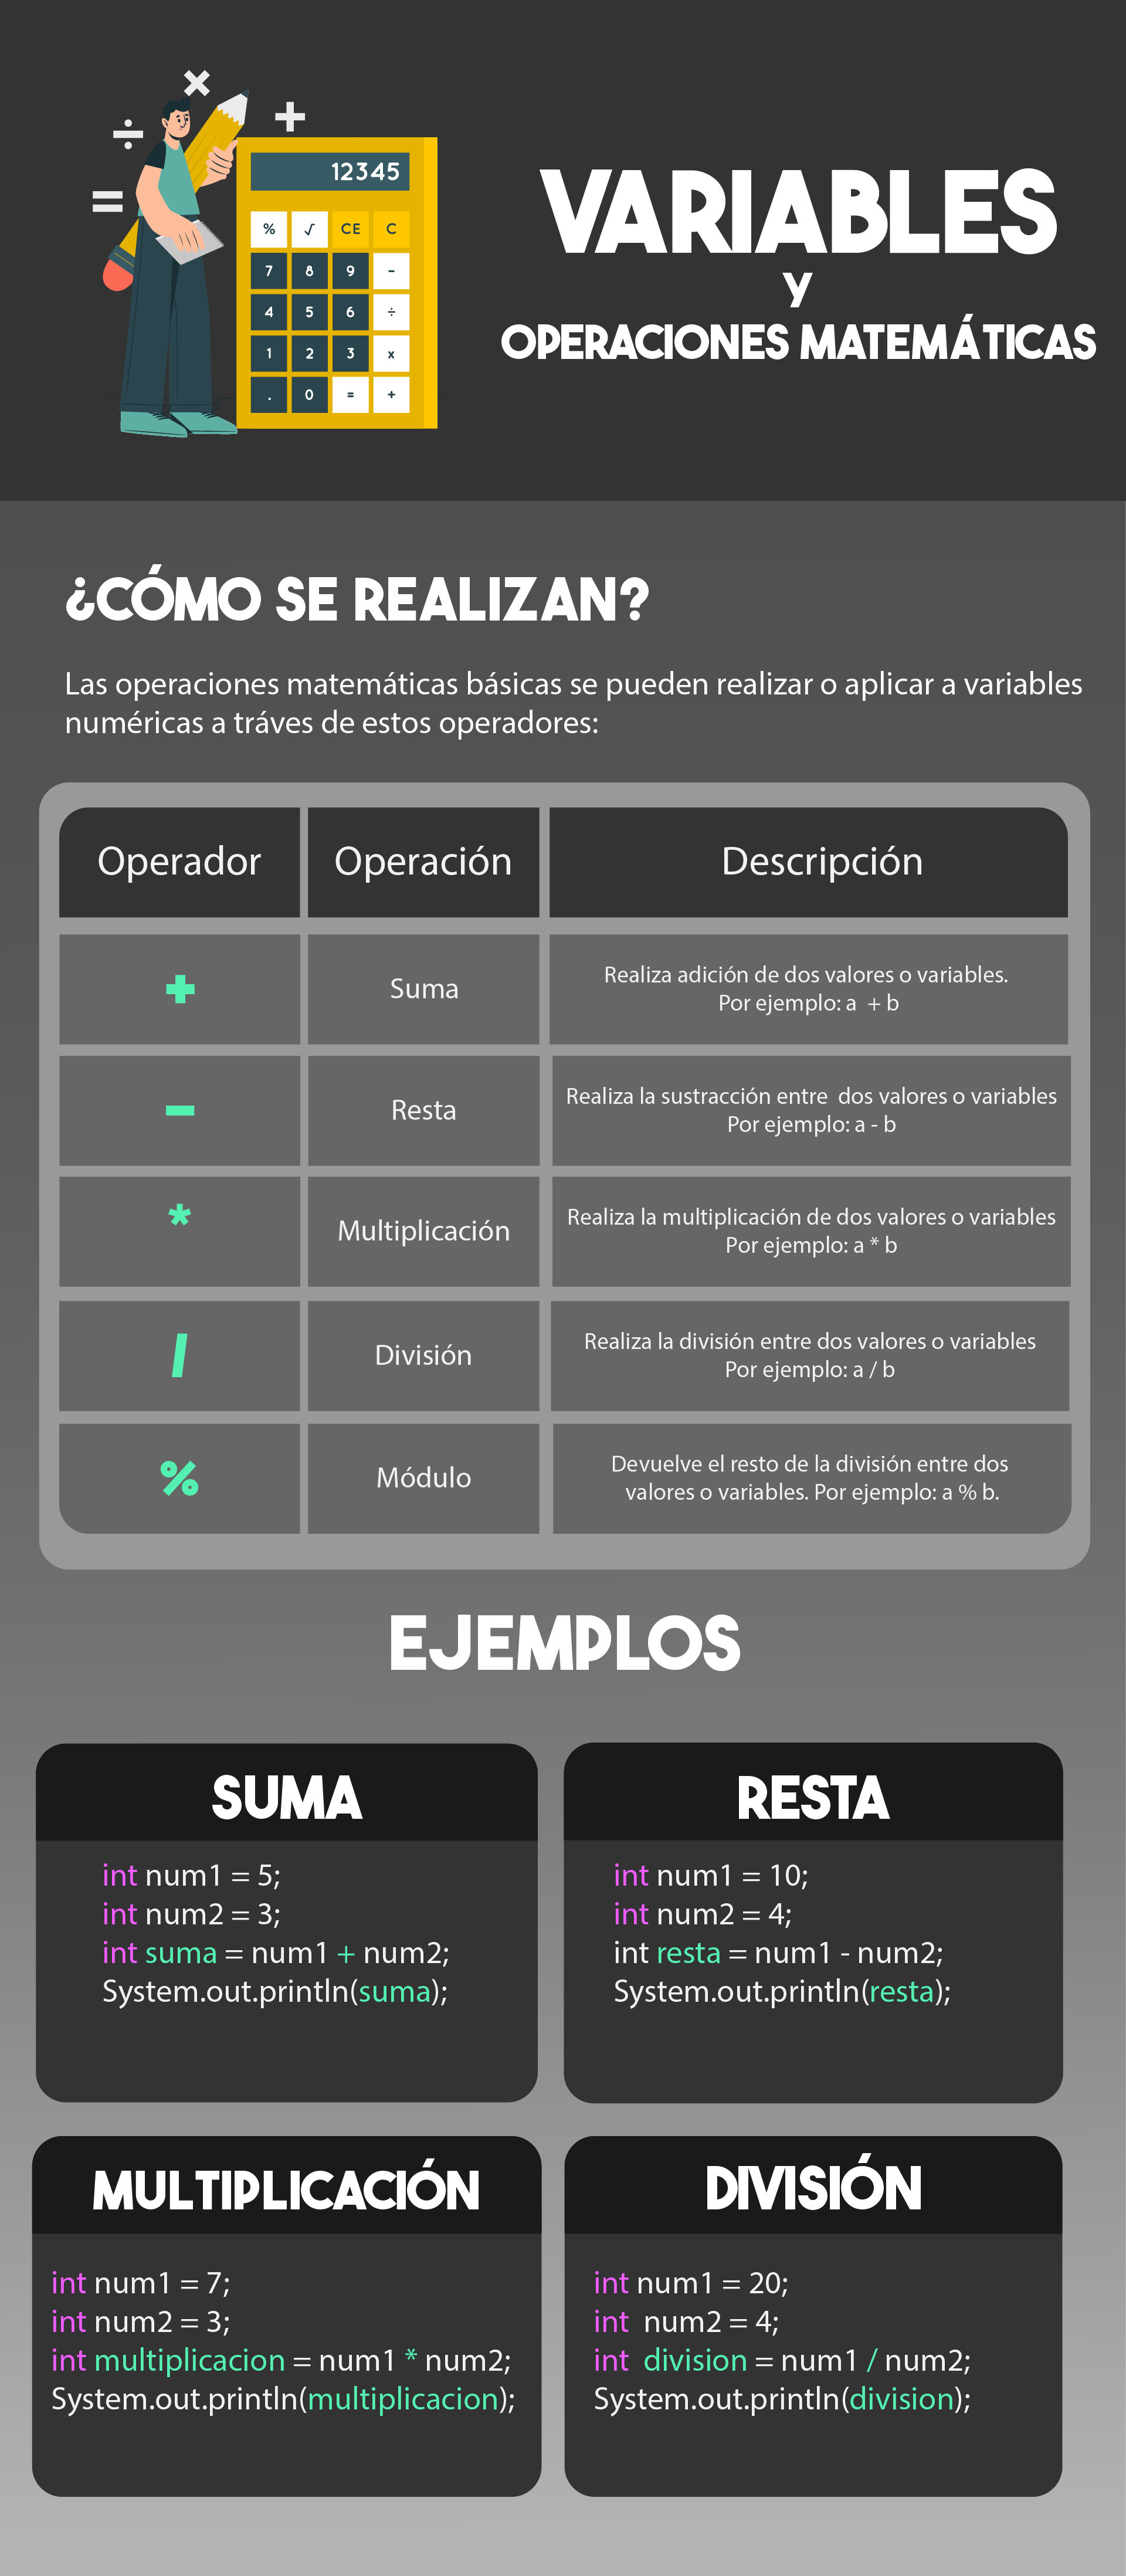 12345
% √ CE C
7 8 9 -
4 5 6 ÷
1 2 3 x
. 0 = +
VARIABLES
y
OPERACIONES MATEMÁTICAS
¿CÓMO SE REALIZAN?
Las operaciones matemáticas básicas se pueden realizar o aplicar a variables
numéricas a tráves de estos operadores:
Operador Operación Descripción
+ Suma Realiza adición de dos valores o variables.
Por ejemplo: a + b
- Resta Realiza la sustracción entre dos valores o variables
Por ejemplo: a - b
* Multiplicación Realiza la multiplicación de dos valores o variables
Por ejemplo: a * b
/ División Realiza la división entre dos valores o variables
Por ejemplo: a / b
% Módulo Devuelve el resto de la división entre dos
valores o variables. Por ejemplo: a % b.
EJEMPLOS
SUMA
int num1 = 5;
int num2 = 3;
int suma = num1 + num2;
System.out.println(suma);
RESTA
int num1 = 10;
int num2 = 4;
int resta = num1 - num2;
System.out.println(resta);
MULTIPLICACIÓN
int num1 = 7;
int num2 = 3;
int multiplicacion = num1 * num2;
System.out.println(multiplicacion);
DIVISIÓN
int num1 = 20;
int num2 = 4;
int division = num1 / num2;
System.out.println(division);